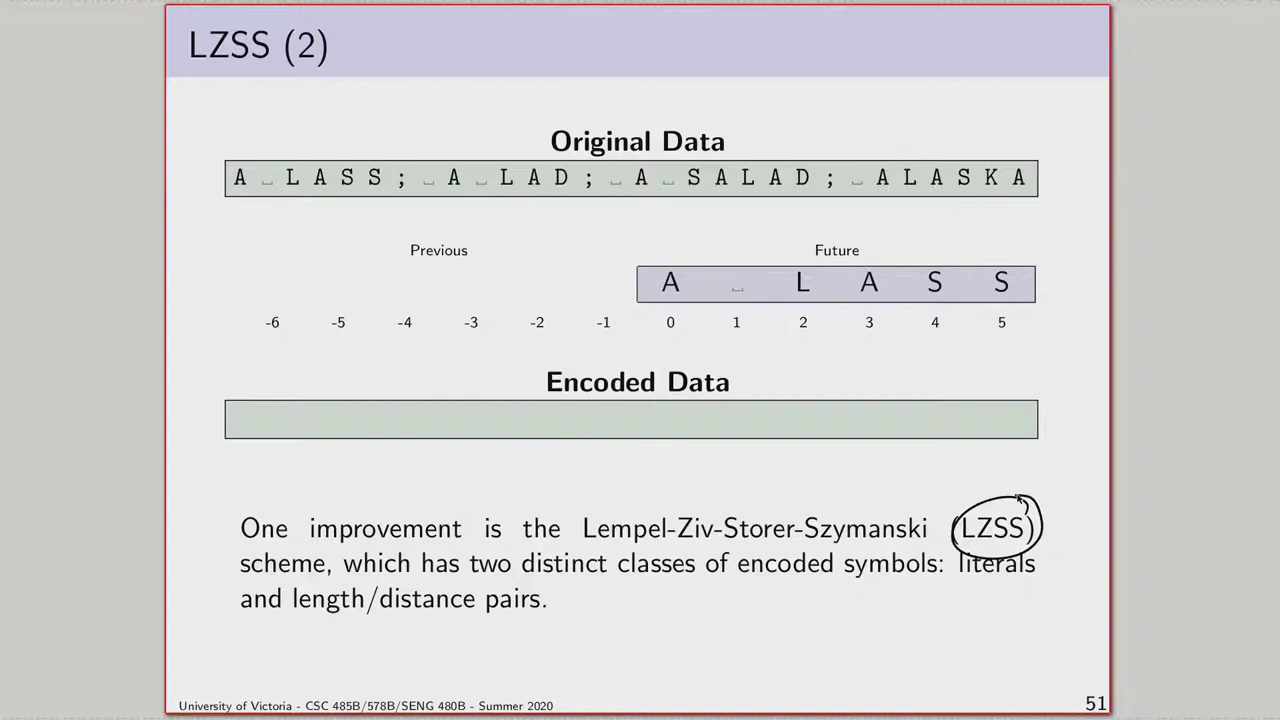 LZSS (2)
Original Data
A ␣ L A S S ; ␣ A ␣ L A D ; ␣ A ␣ S A L A D ; ␣ A L A S K A
Previous Future
A ␣ L A S S
-6 -5 -4 -3 -2 -1 0 1 2 3 4 5
Encoded Data
One improvement is the Lempel-Ziv-Storer-Szymanski (LZSS)
scheme, which has two distinct classes of encoded symbols: literals
and length/distance pairs.
University of Victoria - CSC 485B/578B/SENG 480B - Summer 2020 51